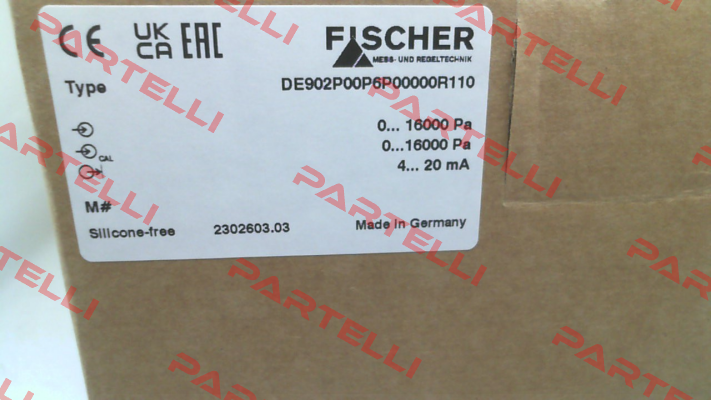 CE UK CA EAC FISCHER
MESS- UND REGELTECHNIK
Type DE902P00P6P00000R110
0... 16000 Pa
CAL 0...16000 Pa
4... 20 mA
M#
Silicone-free 2302603.03 Made in Germany
PARTELLI
PARTELLI
PARTELLI
PARTELLI
PARTELLI
PARTELLI
PARTELLI